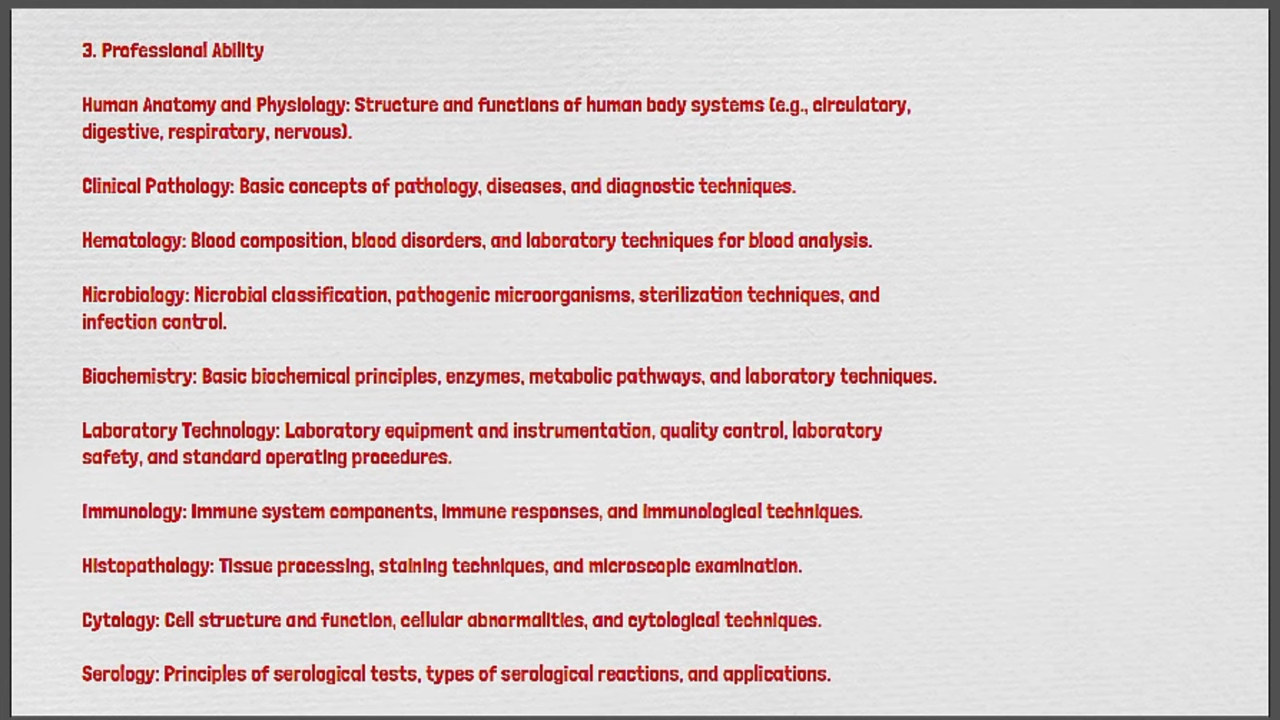 3. Professional Ability
Human Anatomy and Physiology: Structure and functions of human body systems (e.g., circulatory,
digestive, respiratory, nervous).
Clinical Pathology: Basic concepts of pathology, diseases, and diagnostic techniques.
Hematology: Blood composition, blood disorders, and laboratory techniques for blood analysis.
Microbiology: Microbial classification, pathogenic microorganisms, sterilization techniques, and
infection control.
Biochemistry: Basic biochemical principles, enzymes, metabolic pathways, and laboratory techniques.
Laboratory Technology: Laboratory equipment and instrumentation, quality control, laboratory
safety, and standard operating procedures.
Immunology: Immune system components, immune responses, and immunological techniques.
Histopathology: Tissue processing, staining techniques, and microscopic examination.
Cytology: Cell structure and function, cellular abnormalities, and cytological techniques.
Serology: Principles of serological tests, types of serological reactions, and applications.